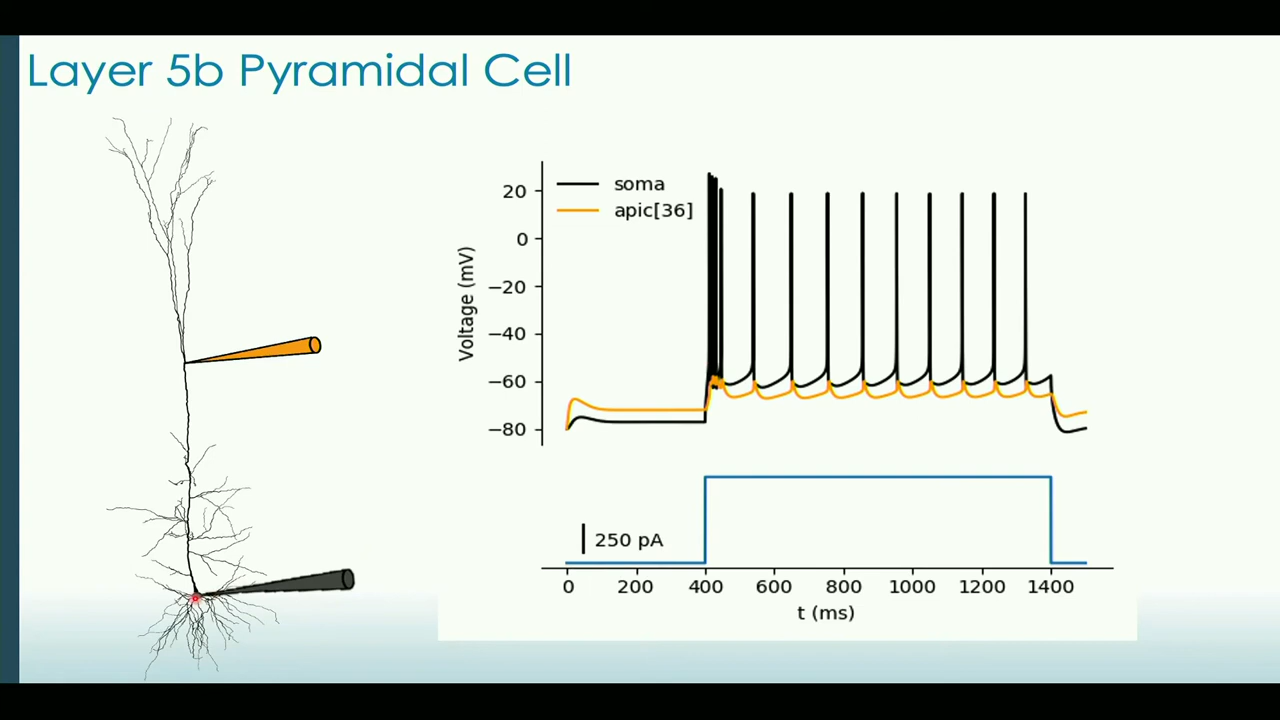 Layer 5b Pyramidal Cell
soma
apic[36]
Voltage (mV)
20
0
−20
−40
−60
−80
250 pA
0 200 400 600 800 1000 1200 1400
t (ms)